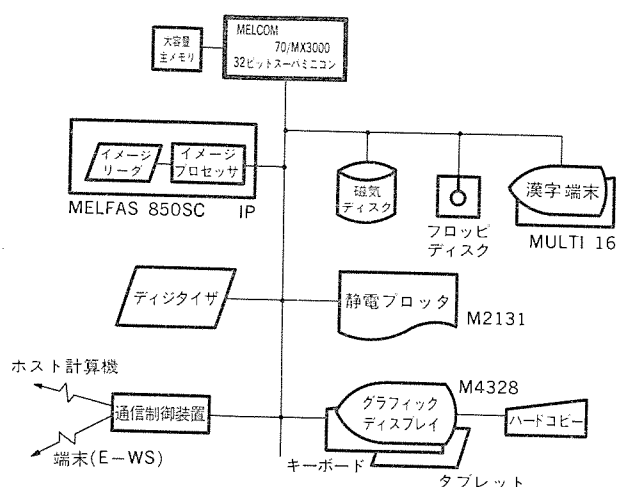 大容量
主メモリ
MELCOM
70/MX3000
32ビットスーパミニコン
イメージ
リーダ
イメージ
プロセッサ
MELFAS 850SC IP
磁気
ディスク
フロッピ
ディスク
漢字端末
MULTI 16
ディジタイザ
静電プロッタ
M2131
ホスト計算機
通信制御装置
端末(E-WS)
M4328
グラフィック
ディスプレイ
ハードコピー
キーボード
タブレット